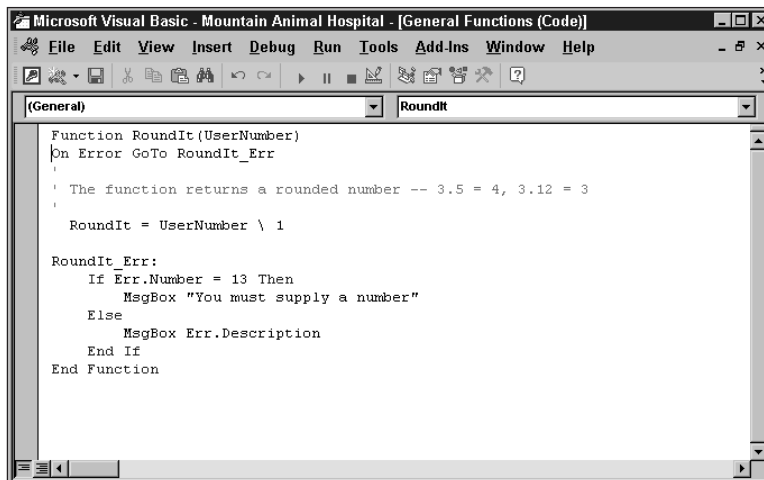 Microsoft Visual Basic - Mountain Animal Hospital - [General Functions (Code)]
File Edit View Insert Debug Run Tools Add-Ins Window Help
(General) RoundIt
Function RoundIt(UserNumber)
On Error GoTo RoundIt_Err
'
' The function returns a rounded number -- 3.5 = 4, 3.12 = 3
'
RoundIt = UserNumber \ 1
RoundIt_Err:
If Err.Number = 13 Then
MsgBox "You must supply a number"
Else
MsgBox Err.Description
End If
End Function